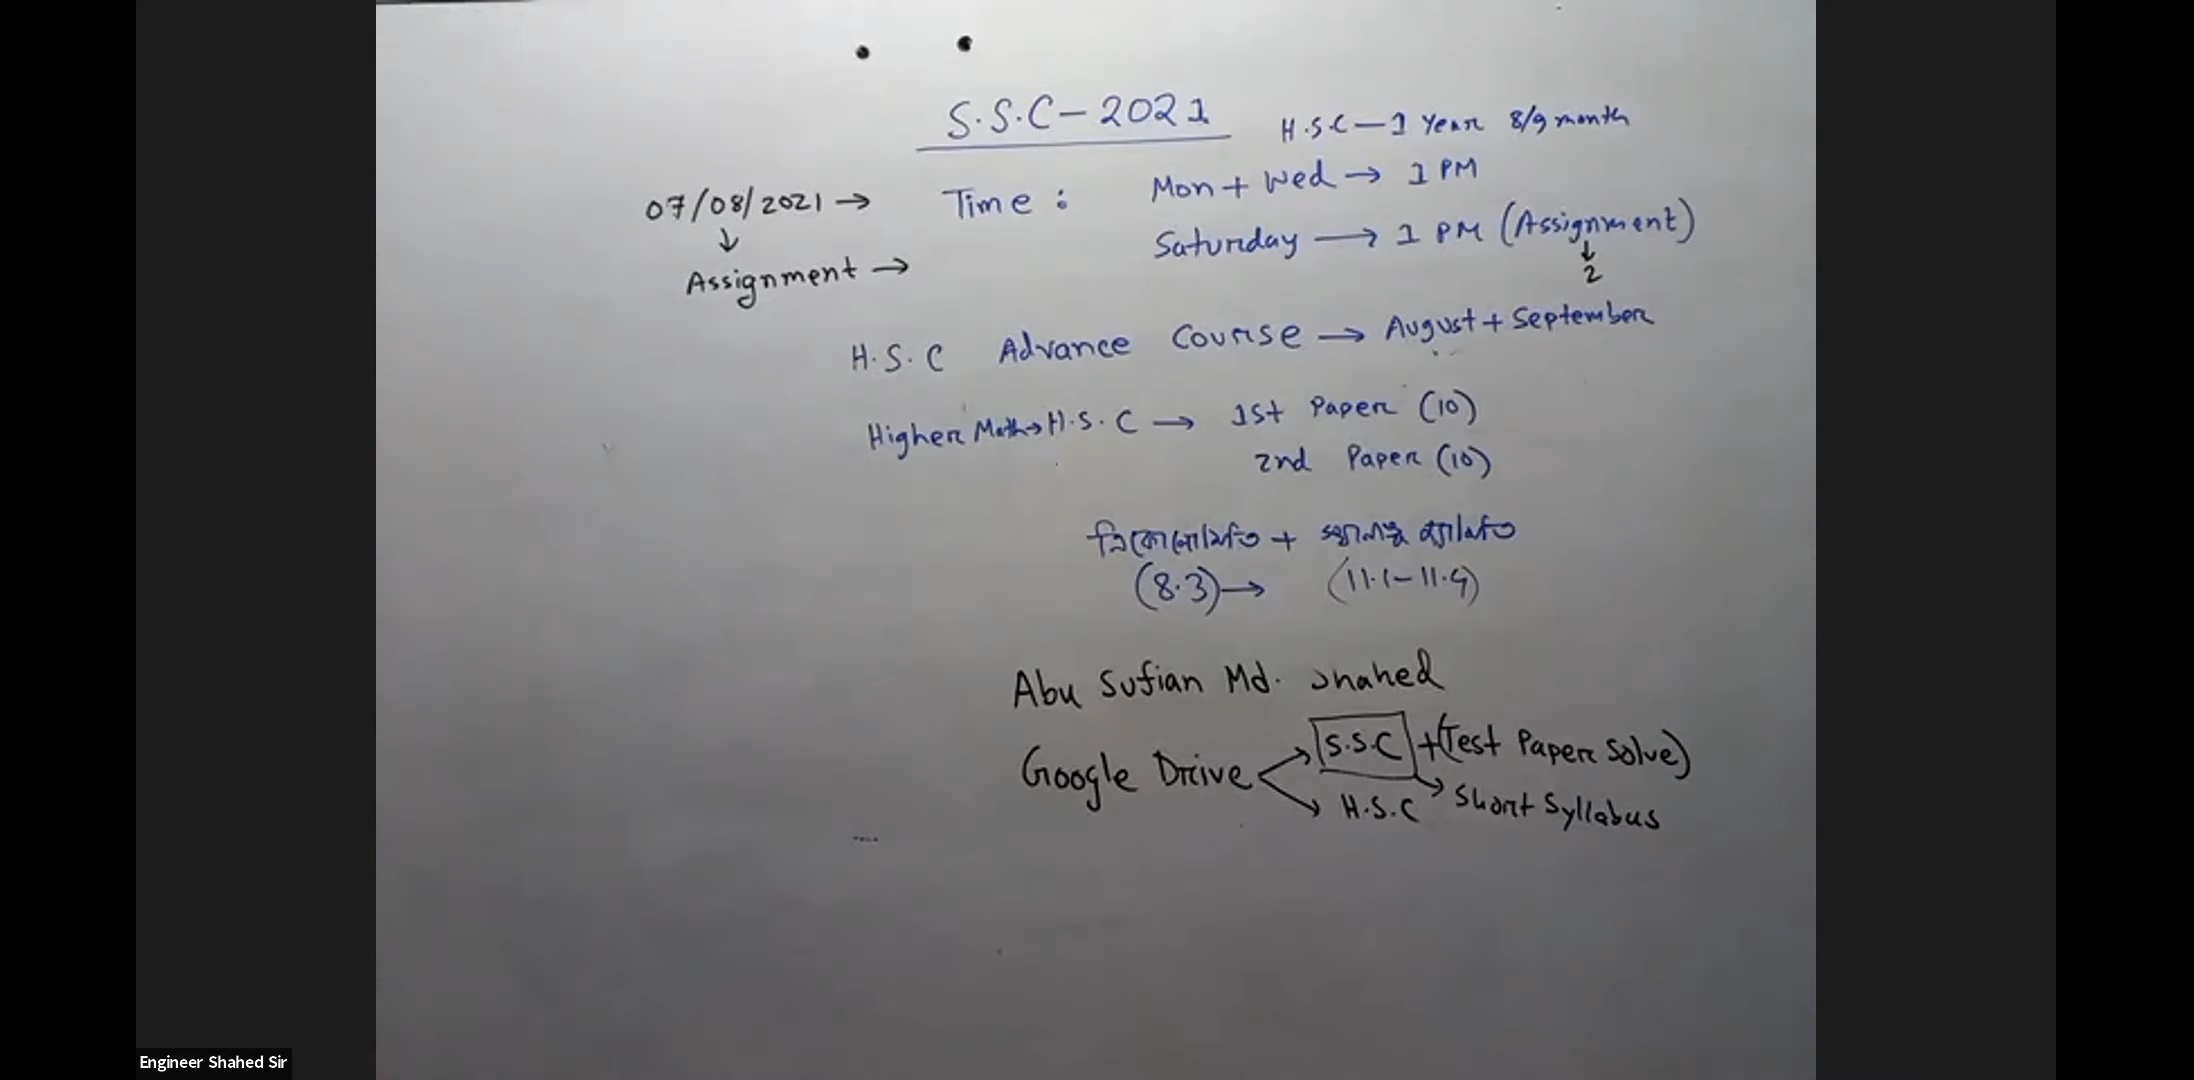 S.S.C - 2021
H.S.C - 1 Year 8/9 month
07/08/2021 → Time : Mon + Wed → 1 PM
↓
Saturday → 1 PM (Assignment)
↓
2
Assignment →
H.S.C Advance Course → August + September
Higher Math → H.S.C → 1st Paper (10)
2nd Paper (10)
ত্রিকোণোমিতি + স্থানাঙ্ক জ্যামিতি
(8.3) → (11.1 - 11.4)
Abu Sufian Md. Shahed
Google Drive → S.S.C + (Test Paper Solve)
→ Short Syllabus
→ H.S.C
Engineer Shahed Sir